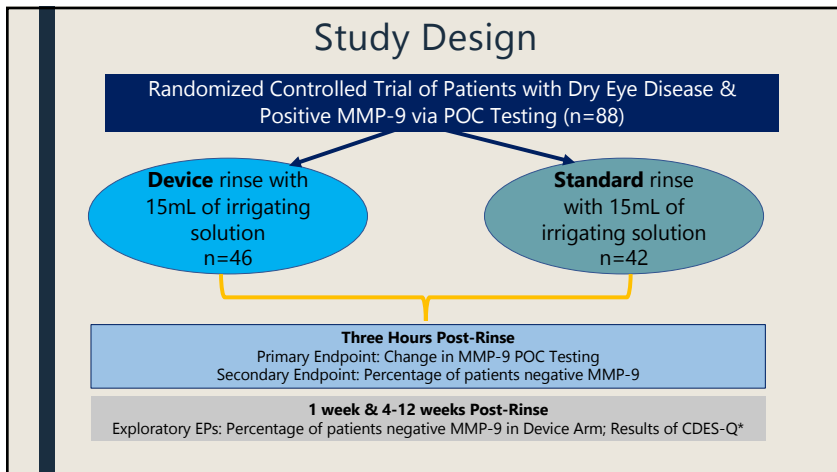 Study Design
Randomized Controlled Trial of Patients with Dry Eye Disease &
Positive MMP-9 via POC Testing (n=88)
Device rinse with
15mL of irrigating
solution
n=46
Standard rinse
with 15mL of
irrigating solution
n=42
Three Hours Post-Rinse
Primary Endpoint: Change in MMP-9 POC Testing
Secondary Endpoint: Percentage of patients negative MMP-9
1 week & 4-12 weeks Post-Rinse
Exploratory EPs: Percentage of patients negative MMP-9 in Device Arm; Results of CDES-Q*